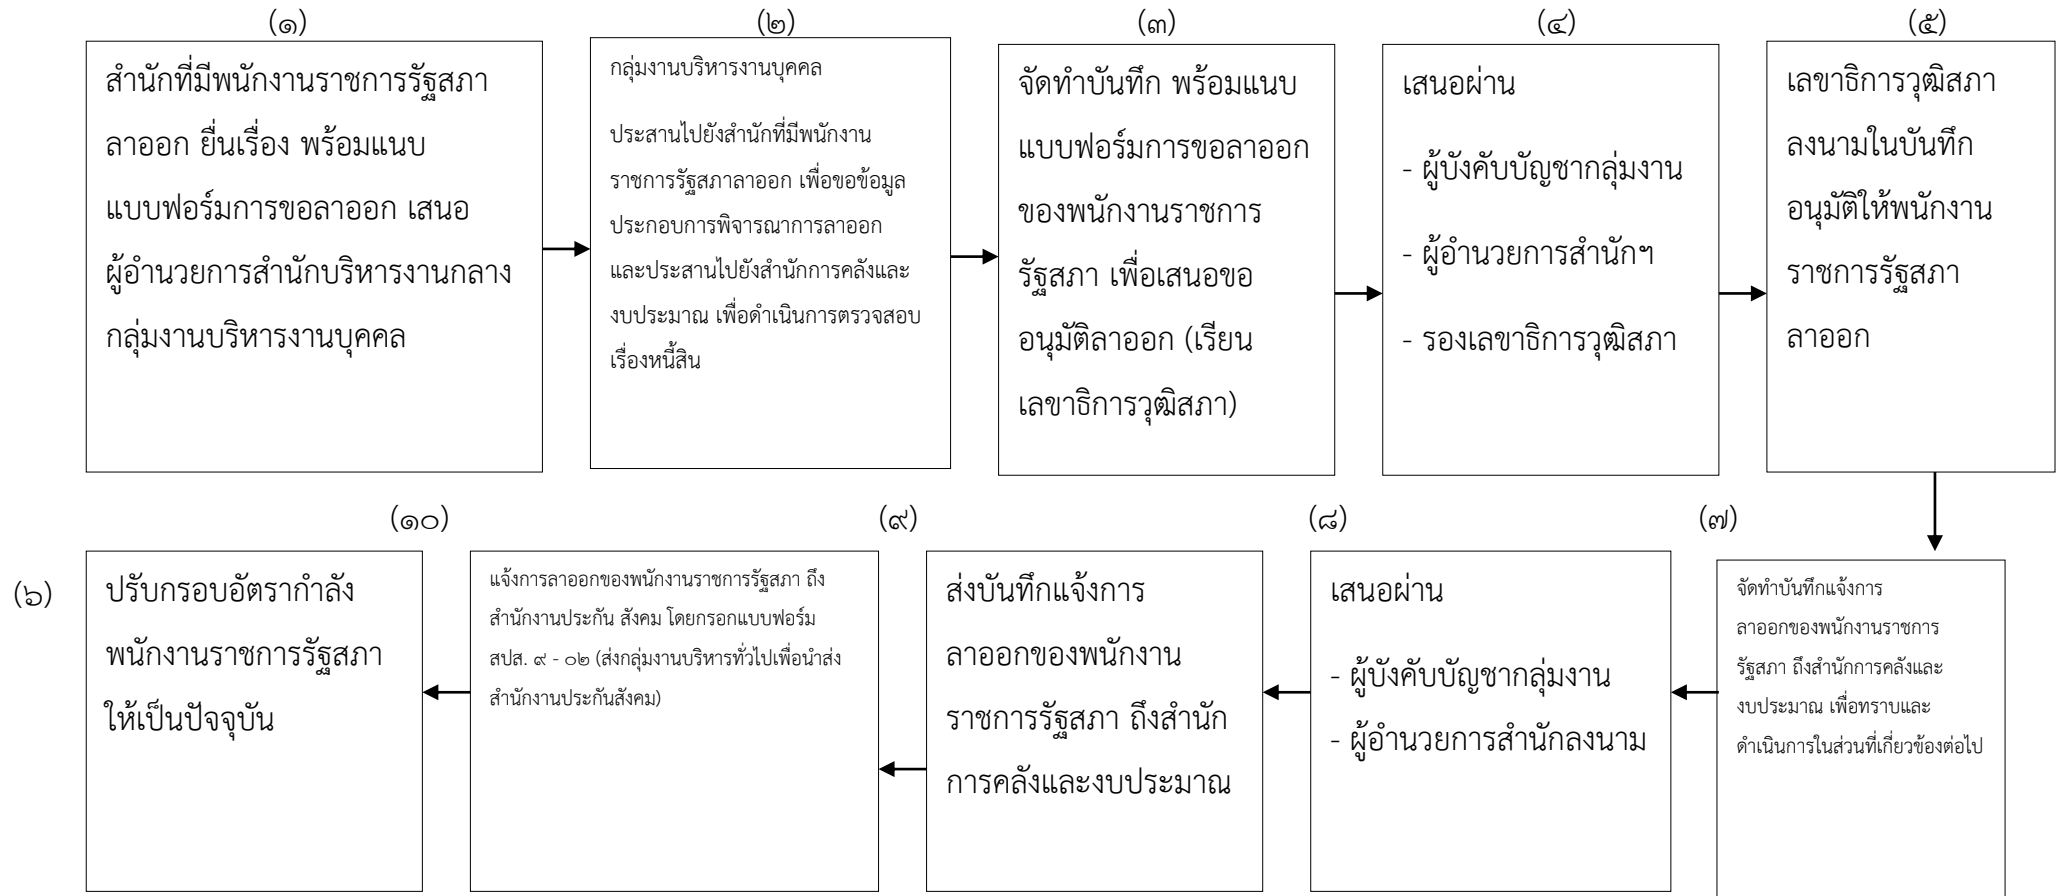 (๑)
สำนักที่มีพนักงานราชการรัฐสภา
ลาออก ยื่นเรื่อง พร้อมแนบ
แบบฟอร์มการขอลาออก เสนอ
ผู้อำนวยการสำนักบริหารงานกลาง
กลุ่มงานบริหารงานบุคคล
(๒)
กลุ่มงานบริหารงานบุคคล
ประสานไปยังสำนักที่มีพนักงาน
ราชการรัฐสภาลาออก เพื่อขอข้อมูล
ประกอบการพิจารณาการลาออก
และประสานไปยังสำนักการคลังและ
งบประมาณ เพื่อดำเนินการตรวจสอบ
เรื่องหนี้สิน
(๓)
จัดทำบันทึก พร้อมแนบ
แบบฟอร์มการขอลาออก
ของพนักงานราชการ
รัฐสภา เพื่อเสนอขอ
อนุมัติลาออก (เรียน
เลขาธิการวุฒิสภา)
(๔)
เสนอผ่าน
- ผู้บังคับบัญชากลุ่มงาน
- ผู้อำนวยการสำนักฯ
- รองเลขาธิการวุฒิสภา
(๕)
เลขาธิการวุฒิสภา
ลงนามในบันทึก
อนุมัติให้พนักงาน
ราชการรัฐสภา
ลาออก
(๑๐)
(๙)
(๘)
(๗)
(๖)
ปรับกรอบอัตรากำลัง
พนักงานราชการรัฐสภา
ให้เป็นปัจจุบัน
แจ้งการลาออกของพนักงานราชการรัฐสภา ถึง
สำนักงานประกัน สังคม โดยกรอกแบบฟอร์ม
สปส. ๙ - ๐๒ (ส่งกลุ่มงานบริหารทั่วไปเพื่อนำส่ง
สำนักงานประกันสังคม)
ส่งบันทึกแจ้งการ
ลาออกของพนักงาน
ราชการรัฐสภา ถึงสำนัก
การคลังและงบประมาณ
เสนอผ่าน
- ผู้บังคับบัญชากลุ่มงาน
- ผู้อำนวยการสำนักลงนาม
จัดทำบันทึกแจ้งการ
ลาออกของพนักงานราชการ
รัฐสภา ถึงสำนักการคลังและ
งบประมาณ เพื่อทราบและ
ดำเนินการในส่วนที่เกี่ยวข้องต่อไป